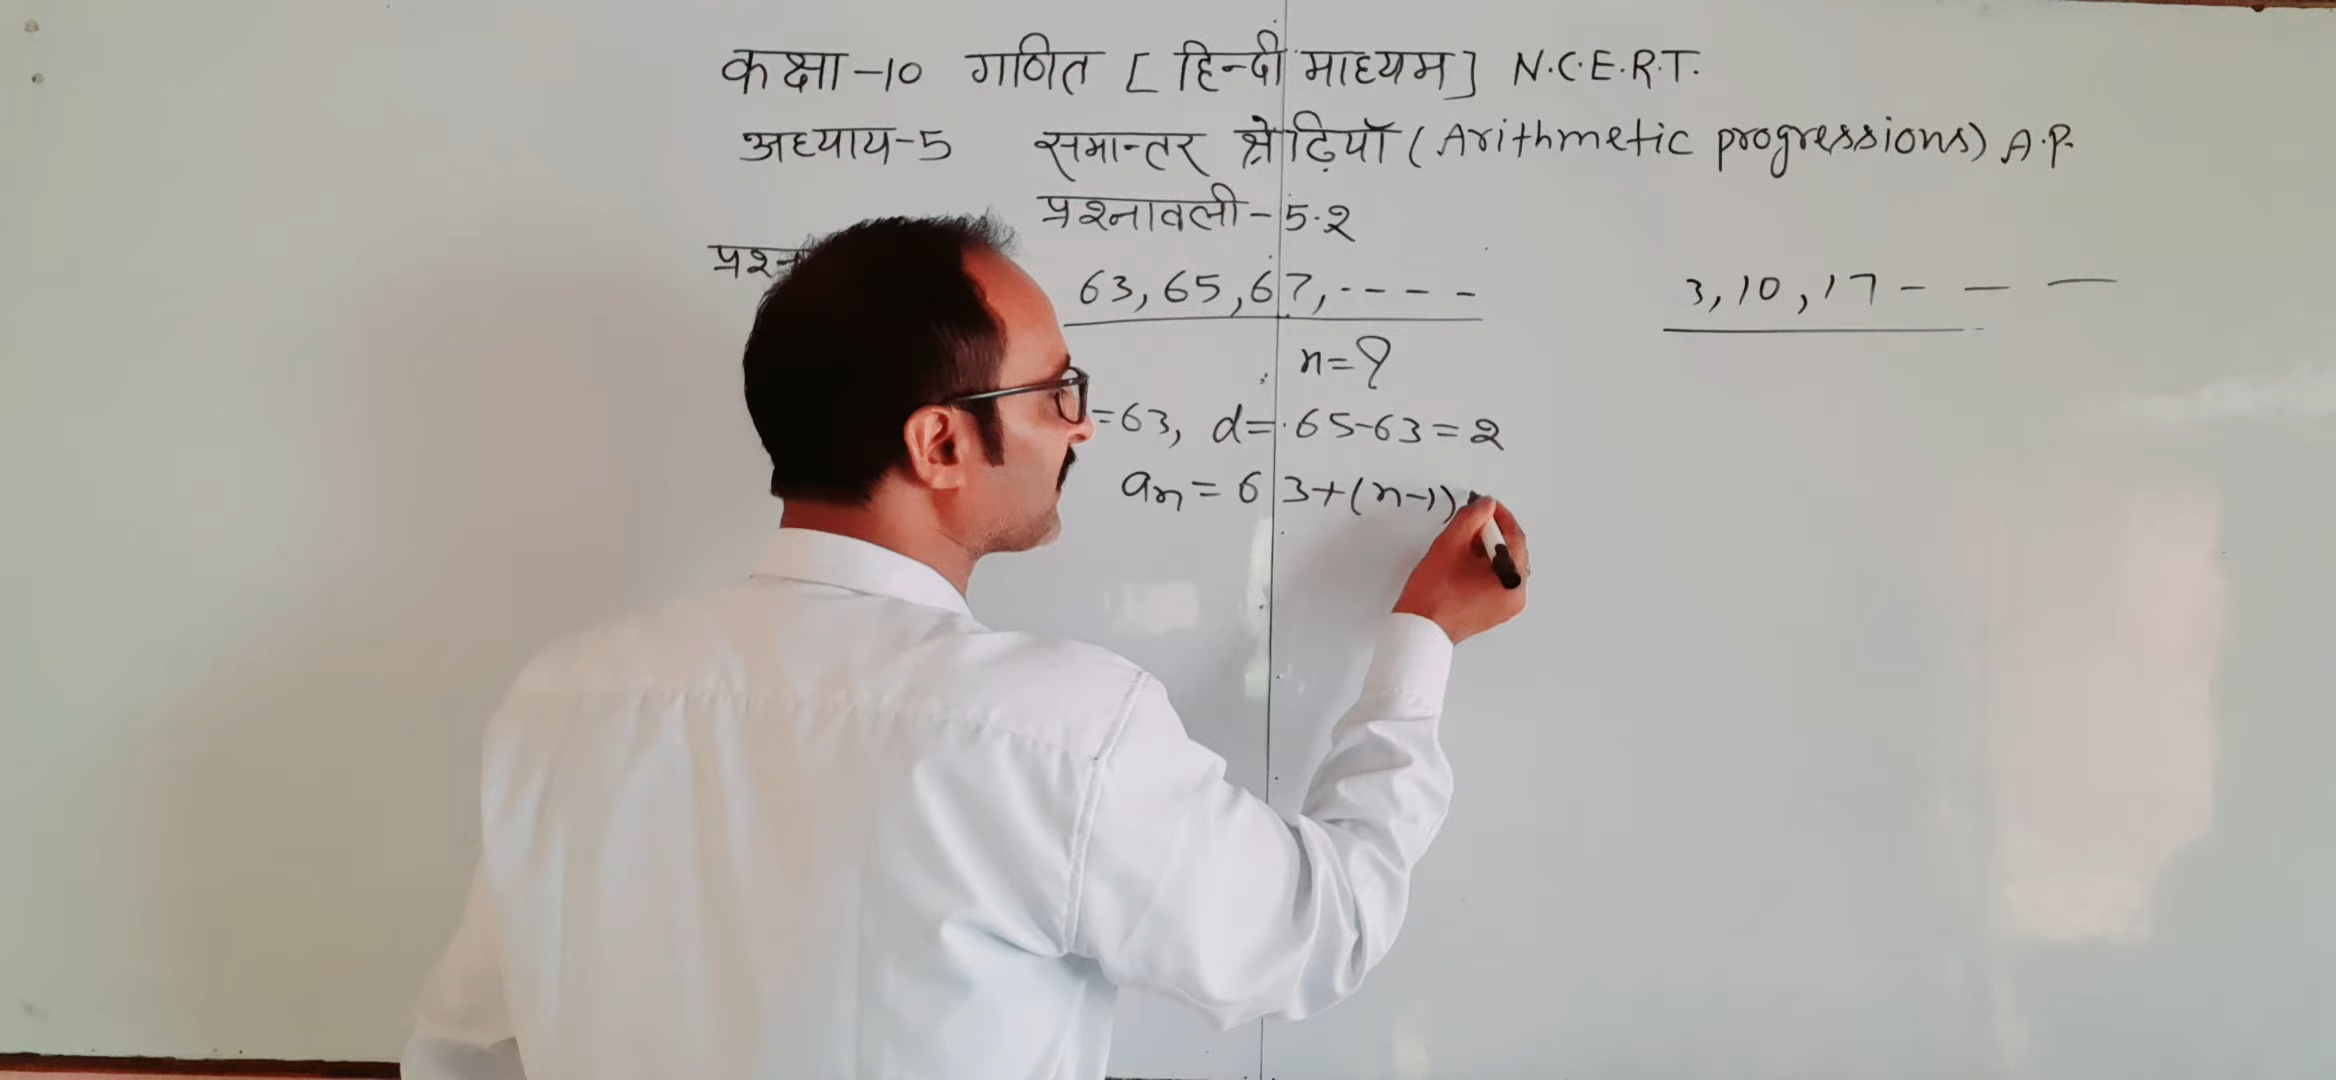 कक्षा-10 गणित [ हिन्दी माध्यम ] N.C.E.R.T.
अध्याय-5 समान्तर श्रेढ़ियाँ (Arithmetic progressions) A.P.
प्रश्नावली-5.2
63, 65, 67, ---- 3, 10, 17 - - -
n=?
=63, d= 65-63=2
an = 63+(n-1)